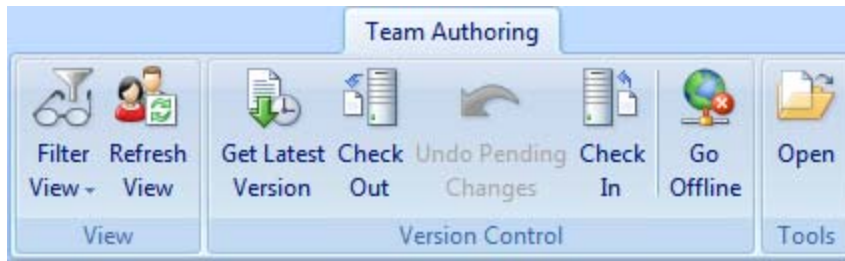 Team Authoring
Filter View
Refresh View
Get Latest Version
Check Out
Undo Pending Changes
Check In
Go Offline
Open
View
Version Control
Tools